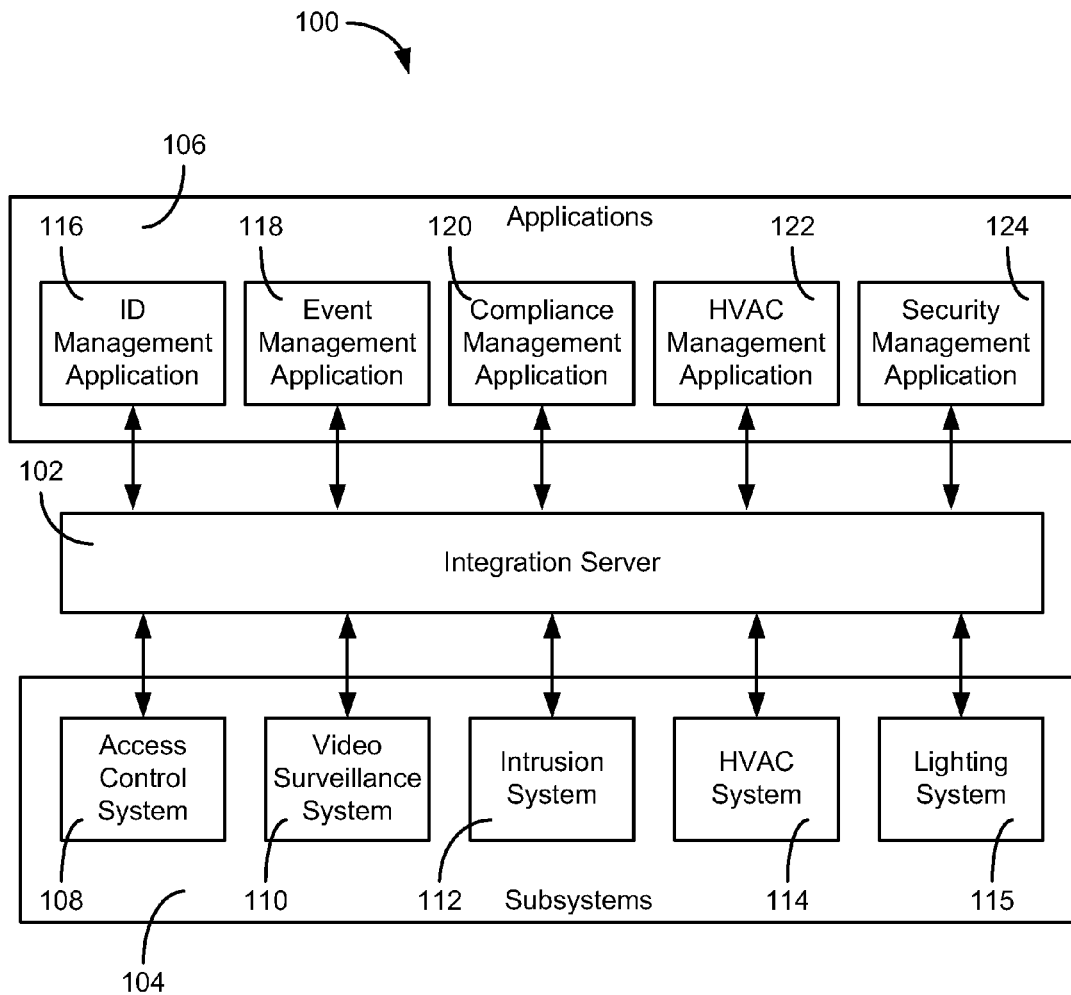 100
106
Applications
116
118
120
122
124
ID
Management
Application
Event
Management
Application
Compliance
Management
Application
HVAC
Management
Application
Security
Management
Application
102
Integration Server
Access
Control
System
Video
Surveillance
System
Intrusion
System
HVAC
System
Lighting
System
108
110
112
Subsystems
114
115
104